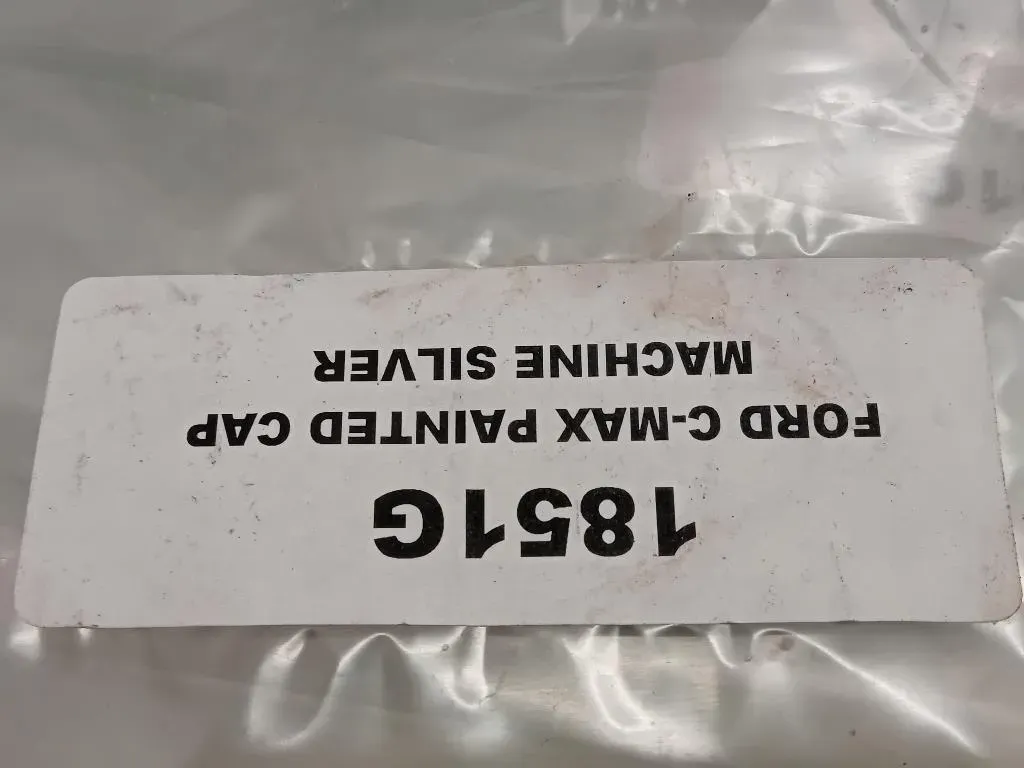 1851G
FORD C-MAX PAINTED CAP
MACHINE SILVER